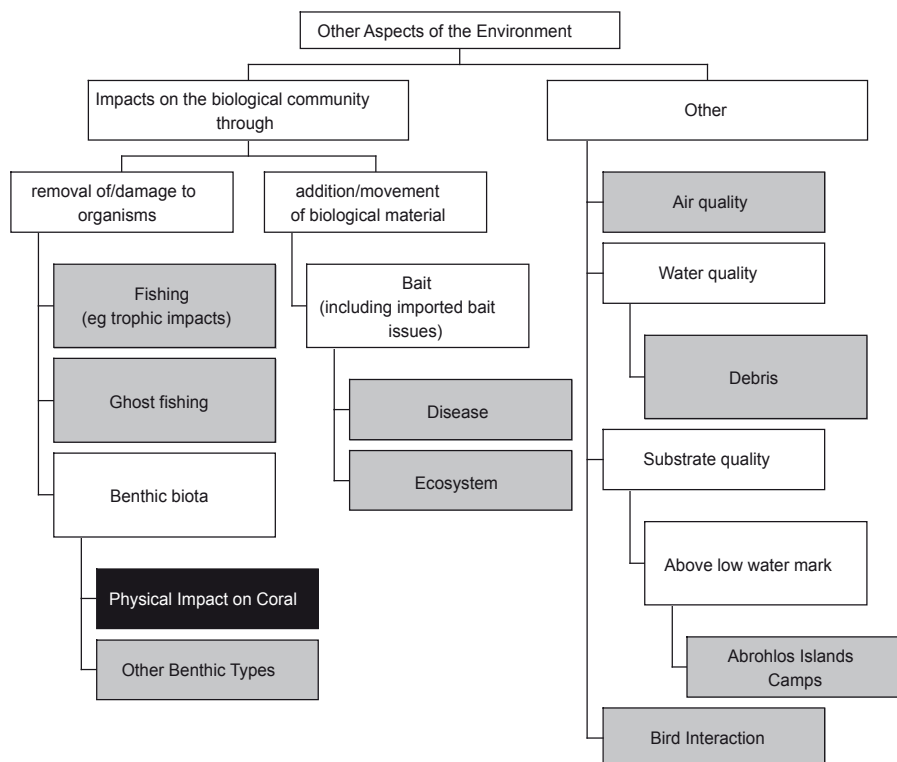 Other Aspects of the Environment
Impacts on the biological community
through
Other
removal of/damage to
organisms
addition/movement
of biological material
Air quality
Water quality
Fishing
(eg trophic impacts)
Bait
(including imported bait
issues)
Debris
Ghost fishing
Disease
Substrate quality
Ecosystem
Benthic biota
Above low water mark
Physical Impact on Coral
Other Benthic Types
Abrohlos Islands
Camps
Bird Interaction